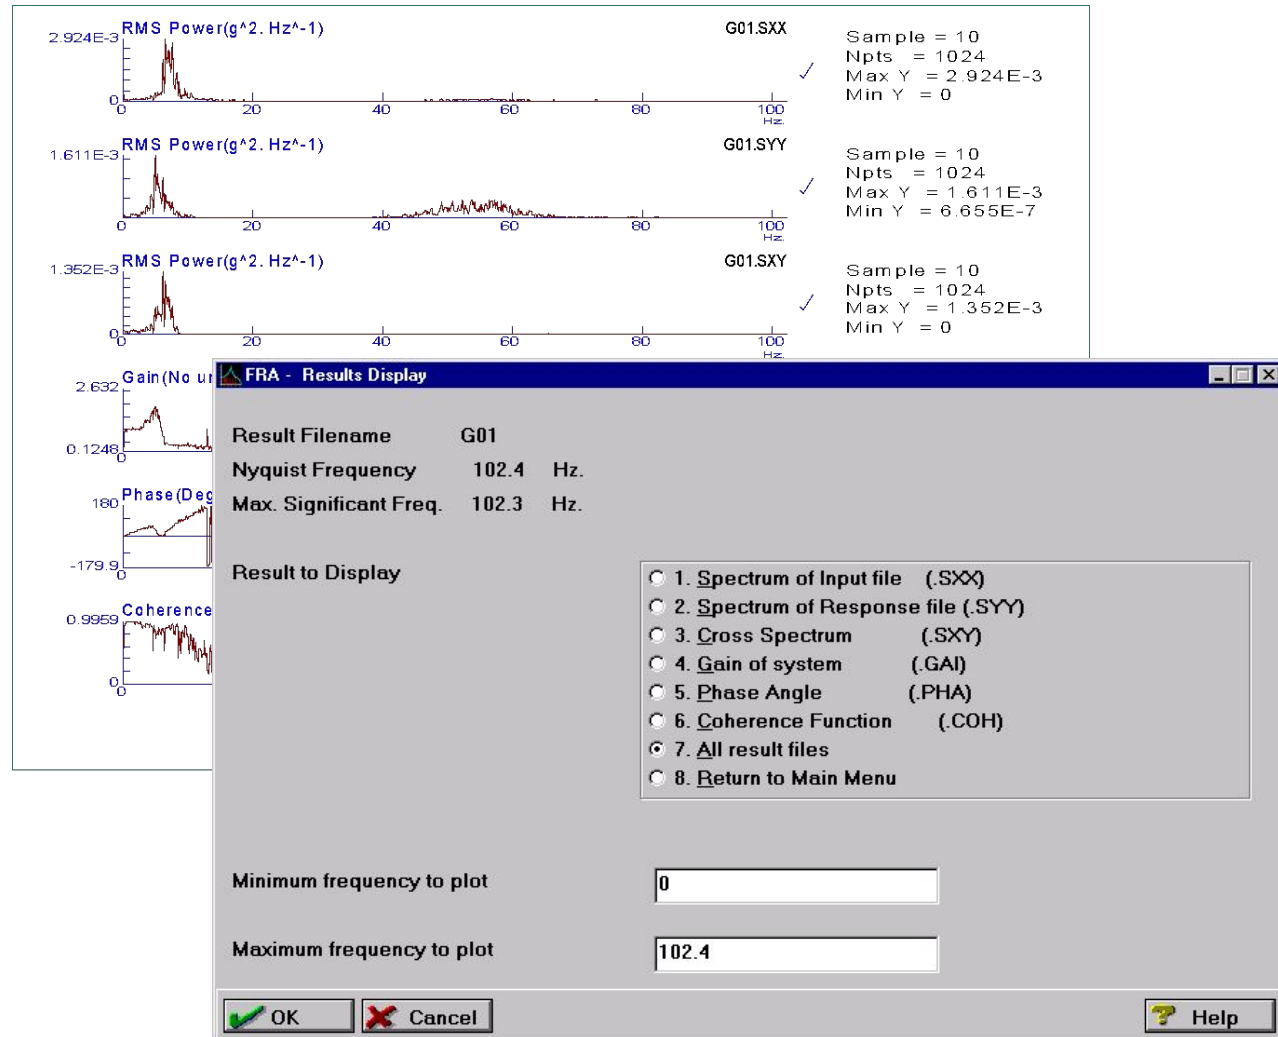 RMS Power(g^2. Hz^-1) G01.SXX
2.924E-3
0
0 20 40 60 80 100
Hz.
Sample = 10
Npts = 1024
Max Y = 2.924E-3
Min Y = 0
RMS Power(g^2. Hz^-1) G01.SYY
1.611E-3
0 20 40 60 80 100
Hz.
Sample = 10
Npts = 1024
Max Y = 1.611E-3
Min Y = 6.655E-7
RMS Power(g^2. Hz^-1) G01.SXY
1.352E-3
0
0 20 40 60 80 100
Hz.
Sample = 10
Npts = 1024
Max Y = 1.352E-3
Min Y = 0
Gain(No
2.632
0.1248
0
Phase(Deg
180
-179.9
0
Coherence
0.9959
0
0
FRA - Results Display
Result Filename G01
Nyquist Frequency 102.4 Hz.
Max. Significant Freq. 102.3 Hz.
Result to Display
1. Spectrum of Input file (.SXX)
2. Spectrum of Response file (.SYY)
3. Cross Spectrum (.SXY)
4. Gain of system (.GAI)
5. Phase Angle (.PHA)
6. Coherence Function (.COH)
7. All result files
8. Return to Main Menu
Minimum frequency to plot 0
Maximum frequency to plot 102.4
OK Cancel Help